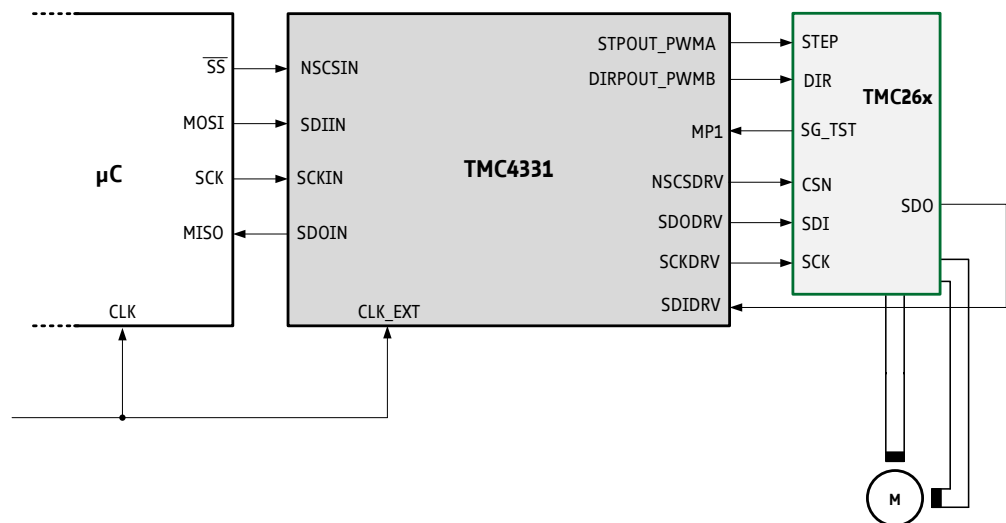 STPOUT_PWMA
STEP
SS
NSCSIN
DIRPOUT_PWMB
DIR
TMC26x
MOSI
SDIIN
MP1
SG_TST
µC
TMC4331
SCK
SCKIN
NSCSDRV
CSN
SDO
MISO
SDOIN
SDODRV
SDI
SCKDRV
SCK
CLK
CLK_EXT
SDIDRV
M